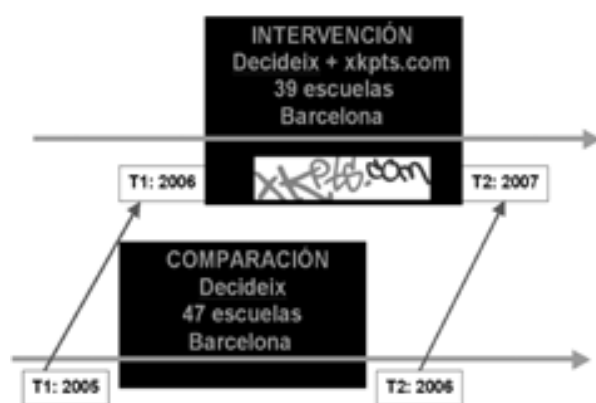 INTERVENCIÓN
Decideix + xkpts.com
39 escuelas
Barcelona
T1: 2006
xkpts.com
T2: 2007
COMPARACIÓN
Decideix
47 escuelas
Barcelona
T1: 2005
T2: 2006